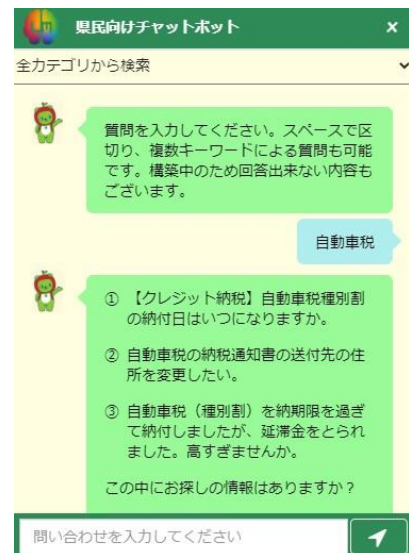 県民向けチャットボット
×
全カテゴリから検索
質問を入力してください。スペースで区
切り、複数キーワードによる質問も可能
です。構築中のため回答出来ない内容も
ございます。
自動車税
① 【クレジット納税】自動車税種別割
の納付日はいつになりますか。
② 自動車税の納税通知書の送付先の住
所を変更したい。
③ 自動車税（種別割）を納期限を過ぎ
て納付しましたが、延滞金をとられ
ました。高すぎませんか。
この中にお探しの情報はありますか？
問い合わせを入力してください